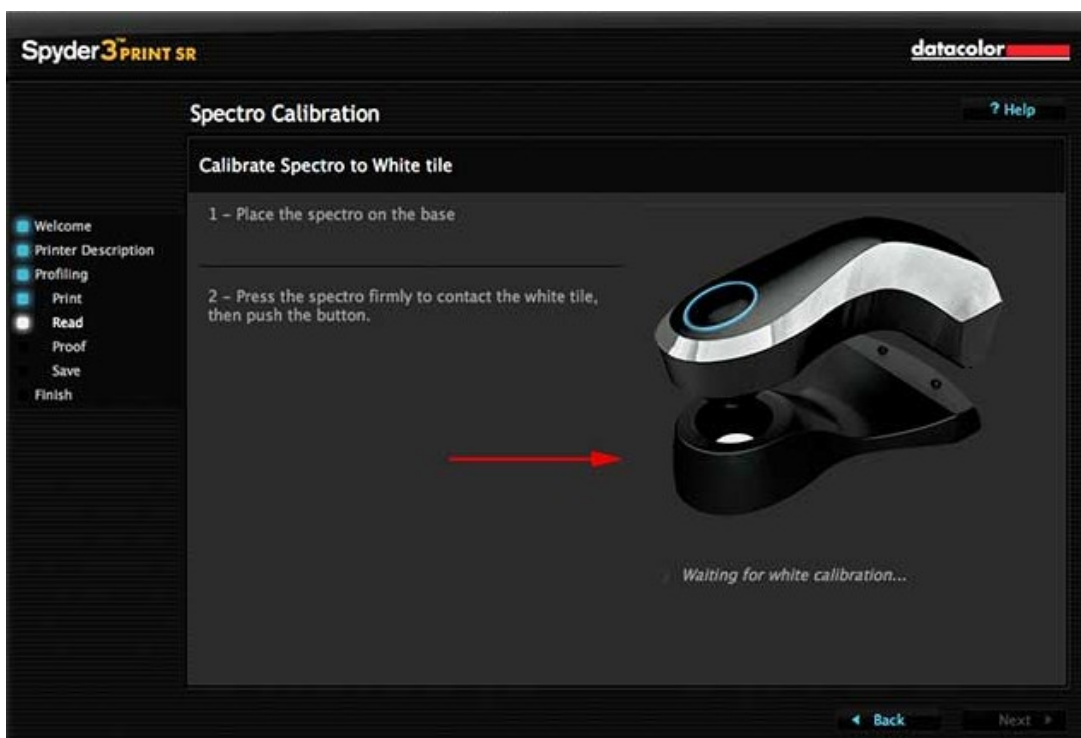 Spyder3™PRINT SR
datacolor
Spectro Calibration
? Help
Calibrate Spectro to White tile
1 – Place the spectro on the base
2 – Press the spectro firmly to contact the white tile,
then push the button.
Welcome
Printer Description
Profiling
Print
Read
Proof
Save
Finish
Waiting for white calibration...
Back
Next